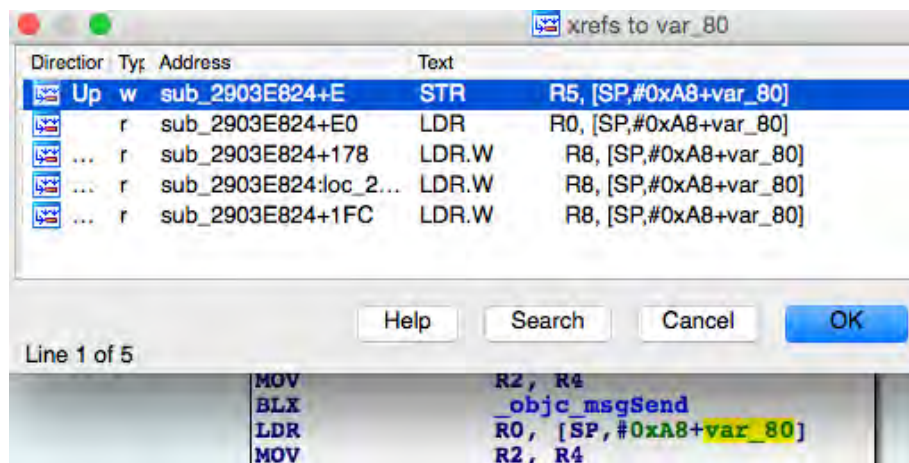 xrefs to var_80
Direction Typ Address Text
Up w sub_2903E824+E STR R5, [SP,#0xA8+var_80]
r sub_2903E824+E0 LDR R0, [SP,#0xA8+var_80]
... r sub_2903E824+178 LDR.W R8, [SP,#0xA8+var_80]
... r sub_2903E824:loc_2... LDR.W R8, [SP,#0xA8+var_80]
... r sub_2903E824+1FC LDR.W R8, [SP,#0xA8+var_80]
Help Search Cancel OK
Line 1 of 5
MOV R2, R4
BLX _objc_msgSend
LDR R0, [SP,#0xA8+var_80]
MOV R2, R4